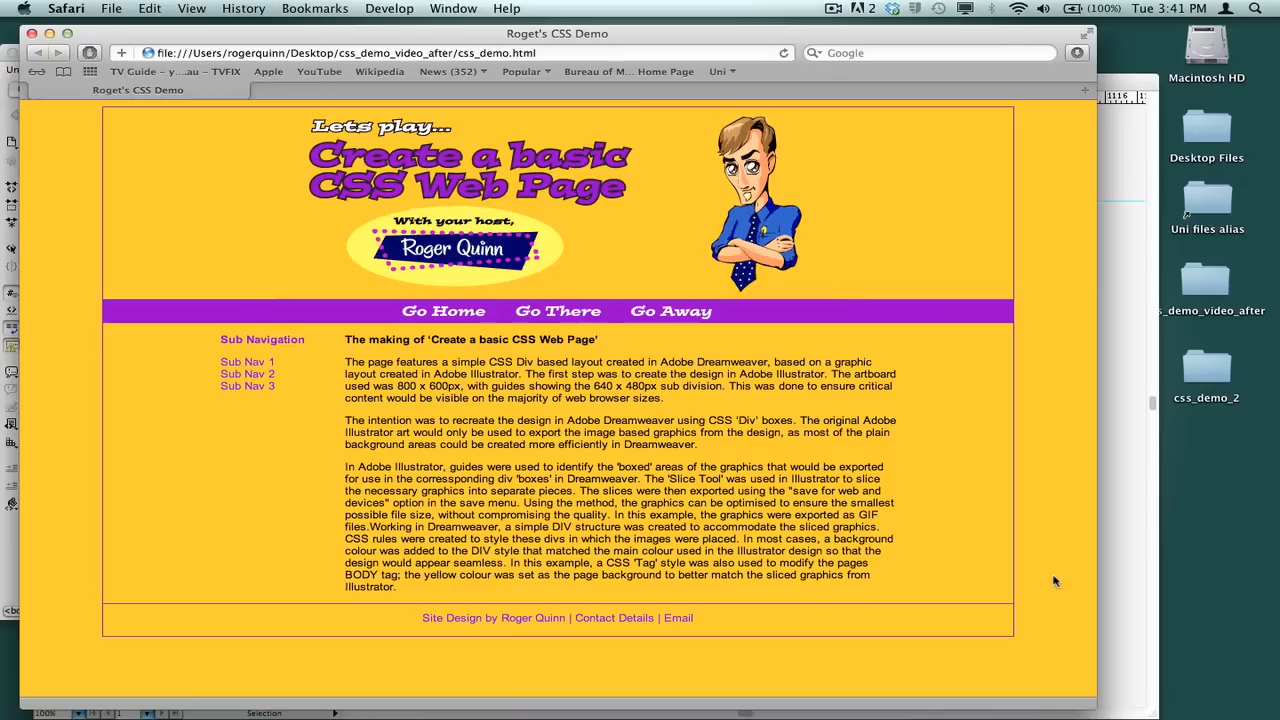 Safari File Edit View History Bookmarks Develop Window Help
2 (100%) Tue 3:41 PM
Roget's CSS Demo
file:///Users/rogerquinn/Desktop/css_demo_video_after/css_demo.html
Google
TV Guide – y....au – TVFIX Apple YouTube Wikipedia News (352) Popular Bureau of M... Home Page Uni
Roget's CSS Demo
Lets play...
Create a basic
CSS Web Page
With your host,
Roger Quinn
Go Home Go There Go Away
Sub Navigation
Sub Nav 1
Sub Nav 2
Sub Nav 3
The making of ‘Create a basic CSS Web Page’
The page features a simple CSS Div based layout created in Adobe Dreamweaver, based on a graphic
layout created in Adobe Illustrator. The first step was to create the design in Adobe Illustrator. The artboard
used was 800 x 600px, with guides showing the 640 x 480px sub division. This was done to ensure critical
content would be visible on the majority of web browser sizes.
The intention was to recreate the design in Adobe Dreamweaver using CSS 'Div' boxes. The original Adobe
Illustrator art would only be used to export the image based graphics from the design, as most of the plain
background areas could be created more efficiently in Dreamweaver.
In Adobe Illustrator, guides were used to identify the 'boxed' areas of the graphics that would be exported
for use in the corressponding div 'boxes' in Dreamweaver. The 'Slice Tool' was used in Illustrator to slice
the necessary graphics into separate pieces. The slices were then exported using the "save for web and
devices" option in the save menu. Using the method, the graphics can be optimised to ensure the smallest
possible file size, without compromising the quality. In this example, the graphics were exported as GIF
files.Working in Dreamweaver, a simple DIV structure was created to accommodate the sliced graphics.
CSS rules were created to style these divs in which the images were placed. In most cases, a background
colour was added to the DIV style that matched the main colour used in the Illustrator design so that the
design would appear seamless. In this example, a CSS 'Tag' style was also used to modify the pages
BODY tag; the yellow colour was set as the page background to better match the sliced graphics from
Illustrator.
Site Design by Roger Quinn | Contact Details | Email
Macintosh HD
Desktop Files
Uni files alias
s_demo_video_after
css_demo_2
1116
Un
<bo
100% 1 Selection